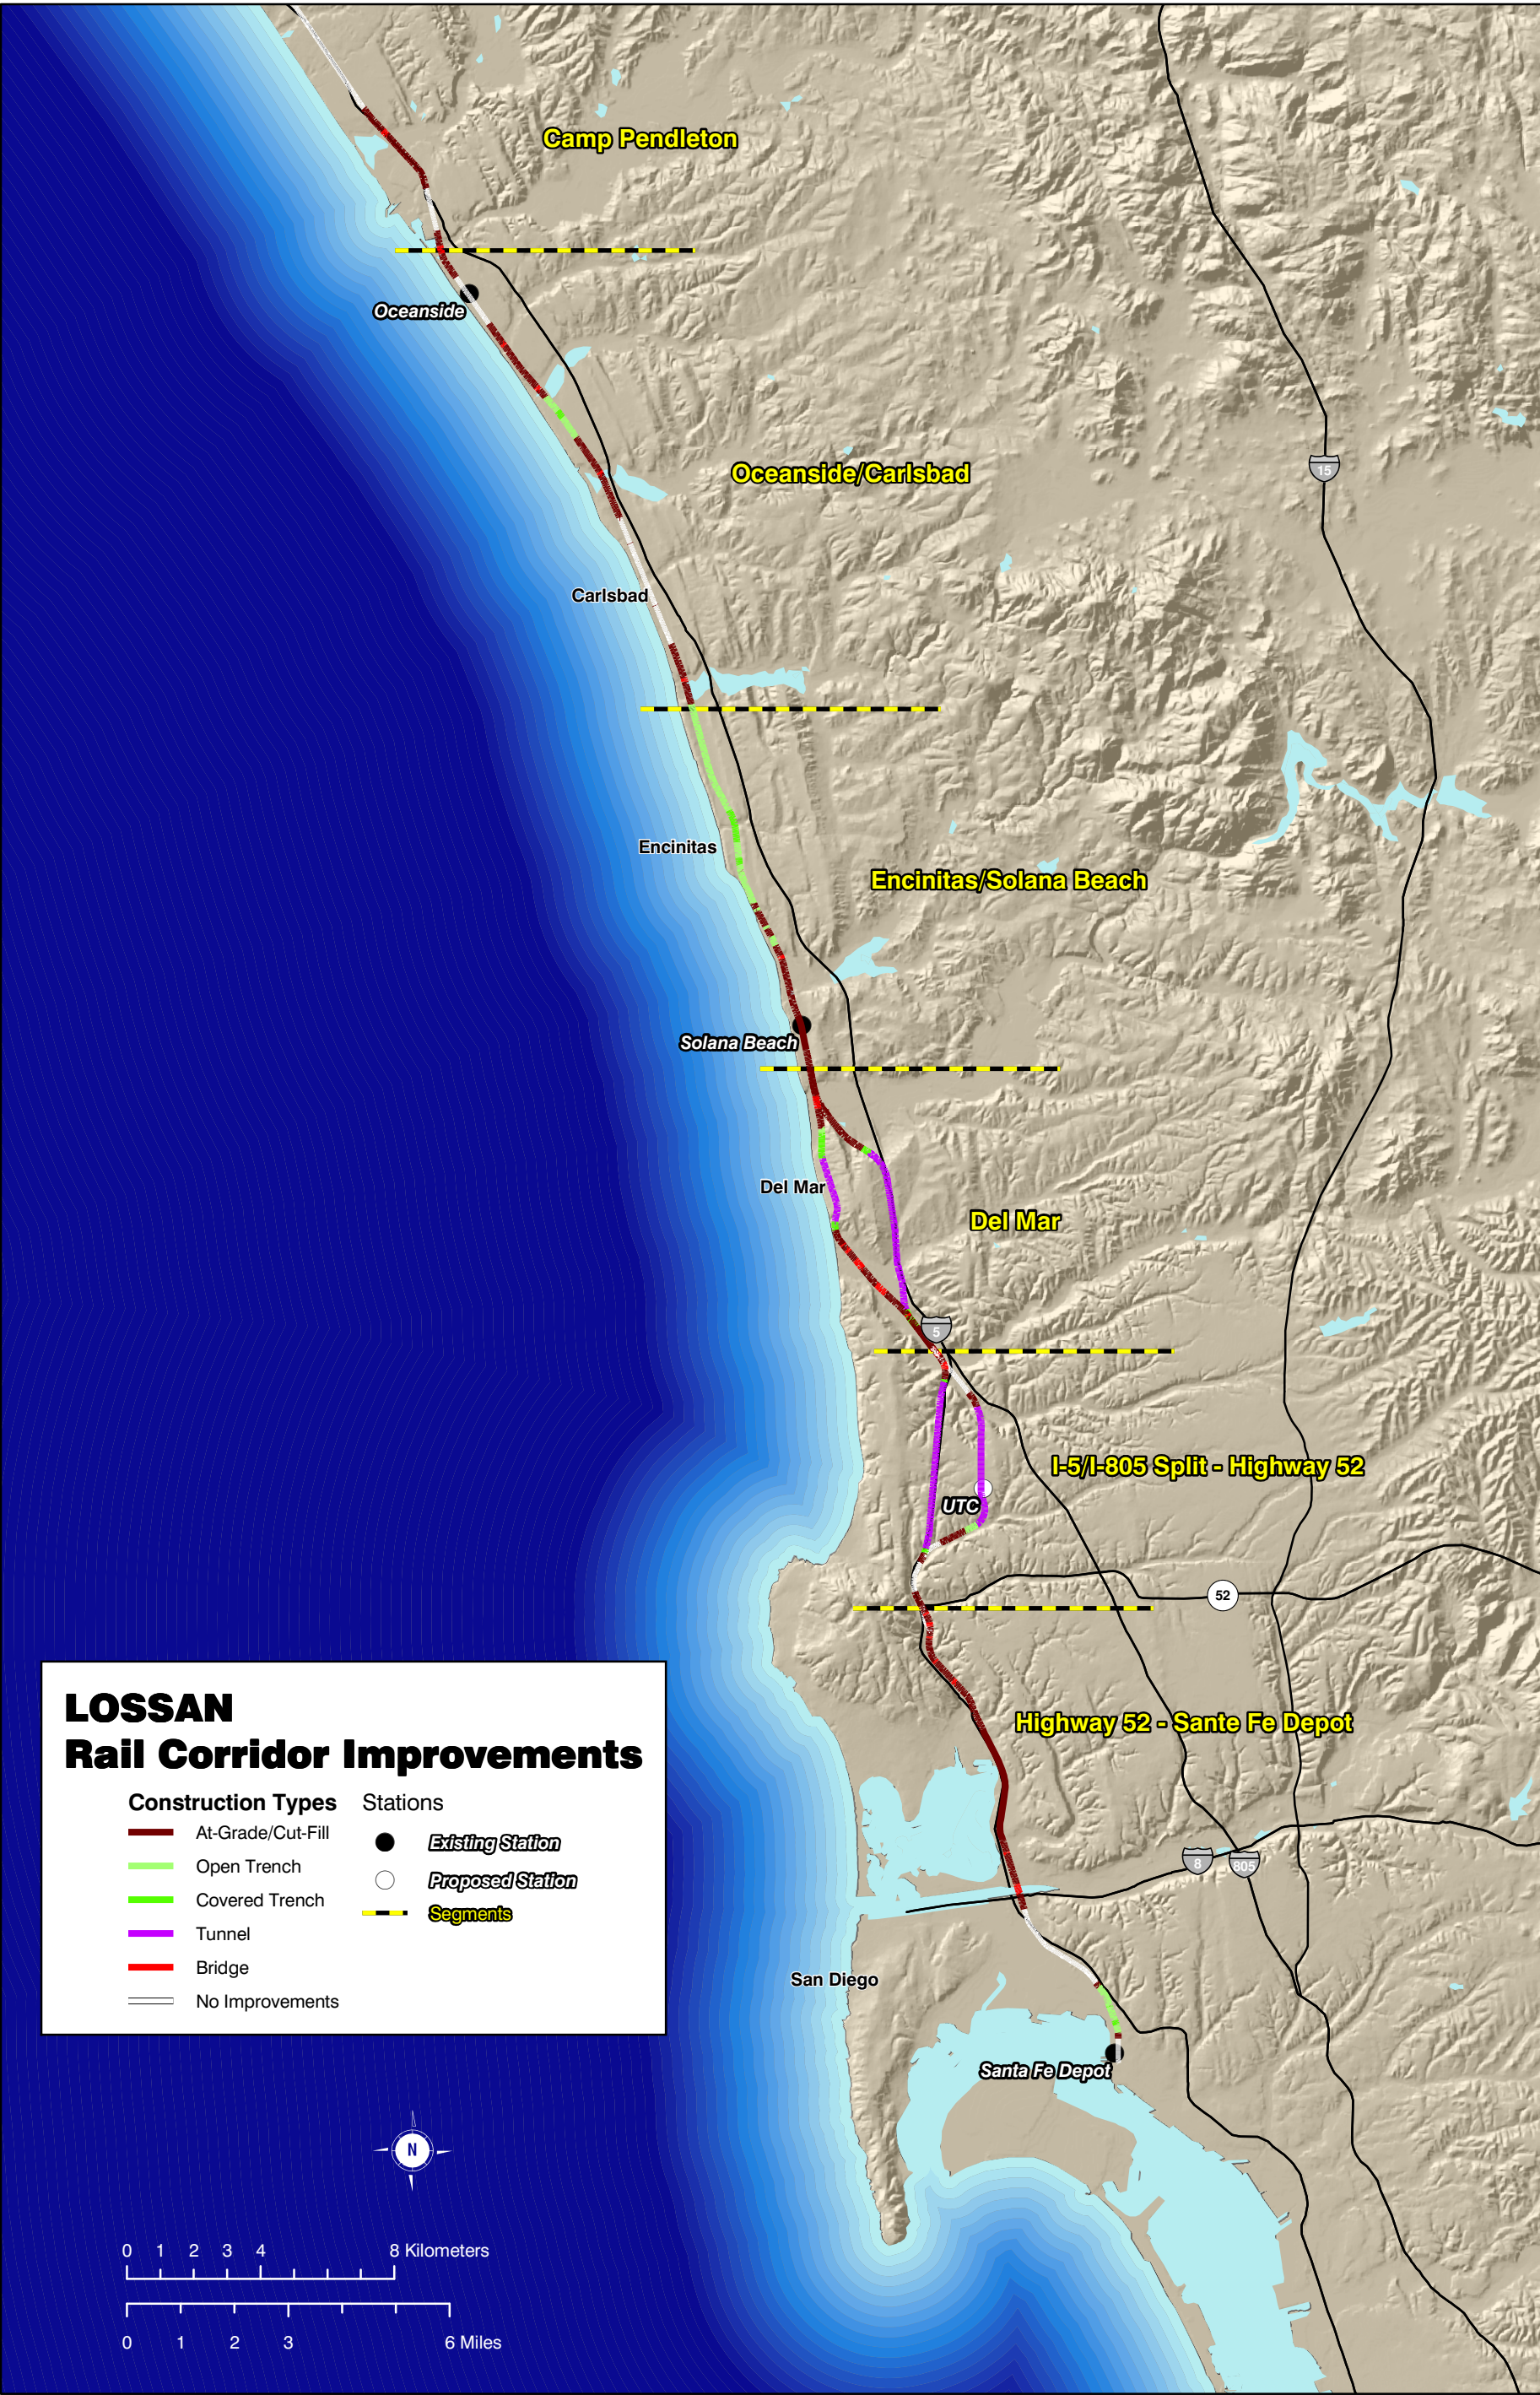 Camp Pendleton
Oceanside
Oceanside/Carlsbad
15
Carlsbad
Encinitas
Encinitas/Solana Beach
Solana Beach
Del Mar
Del Mar
5
I-5/I-805 Split - Highway 52
UTC
52
Highway 52 - Sante Fe Depot
8
805
San Diego
Santa Fe Depot
LOSSAN
Rail Corridor Improvements
Construction Types
At-Grade/Cut-Fill
Open Trench
Covered Trench
Tunnel
Bridge
No Improvements
Stations
Existing Station
Proposed Station
Segments
N
0 1 2 3 4 8 Kilometers
0 1 2 3 6 Miles